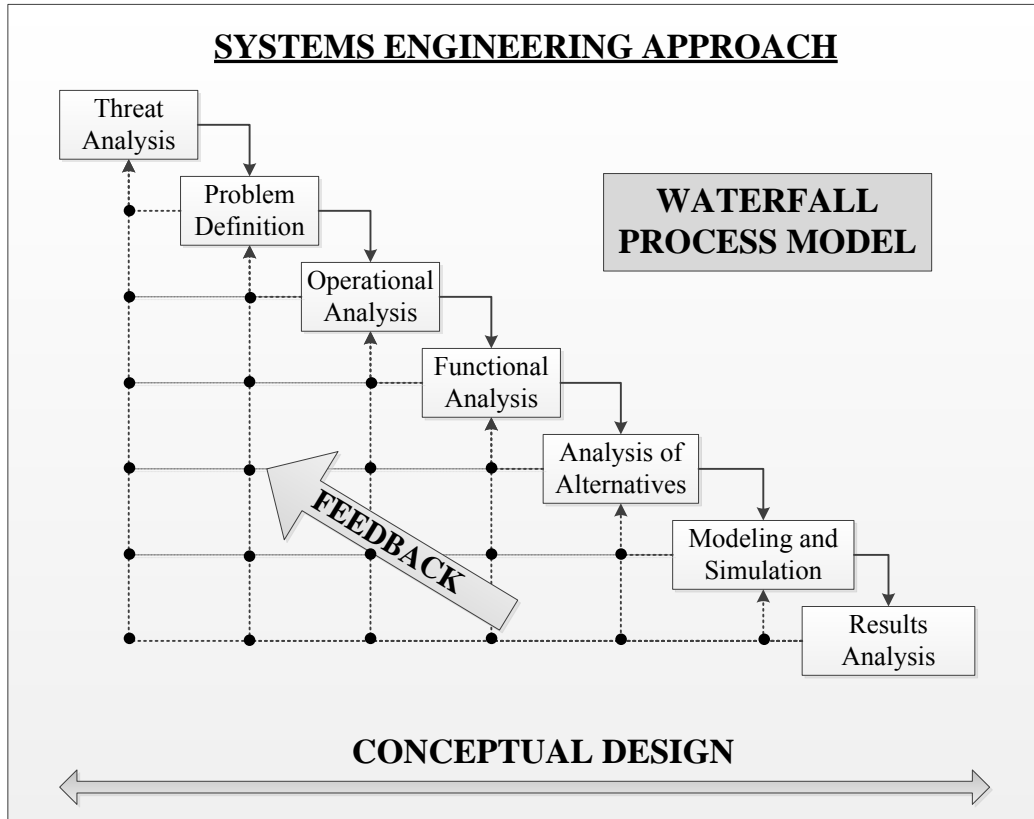 SYSTEMS ENGINEERING APPROACH
Threat
Analysis
Problem
Definition
WATERFALL
PROCESS MODEL
Operational
Analysis
Functional
Analysis
Analysis of
Alternatives
FEEDBACK
Modeling and
Simulation
Results
Analysis
CONCEPTUAL DESIGN